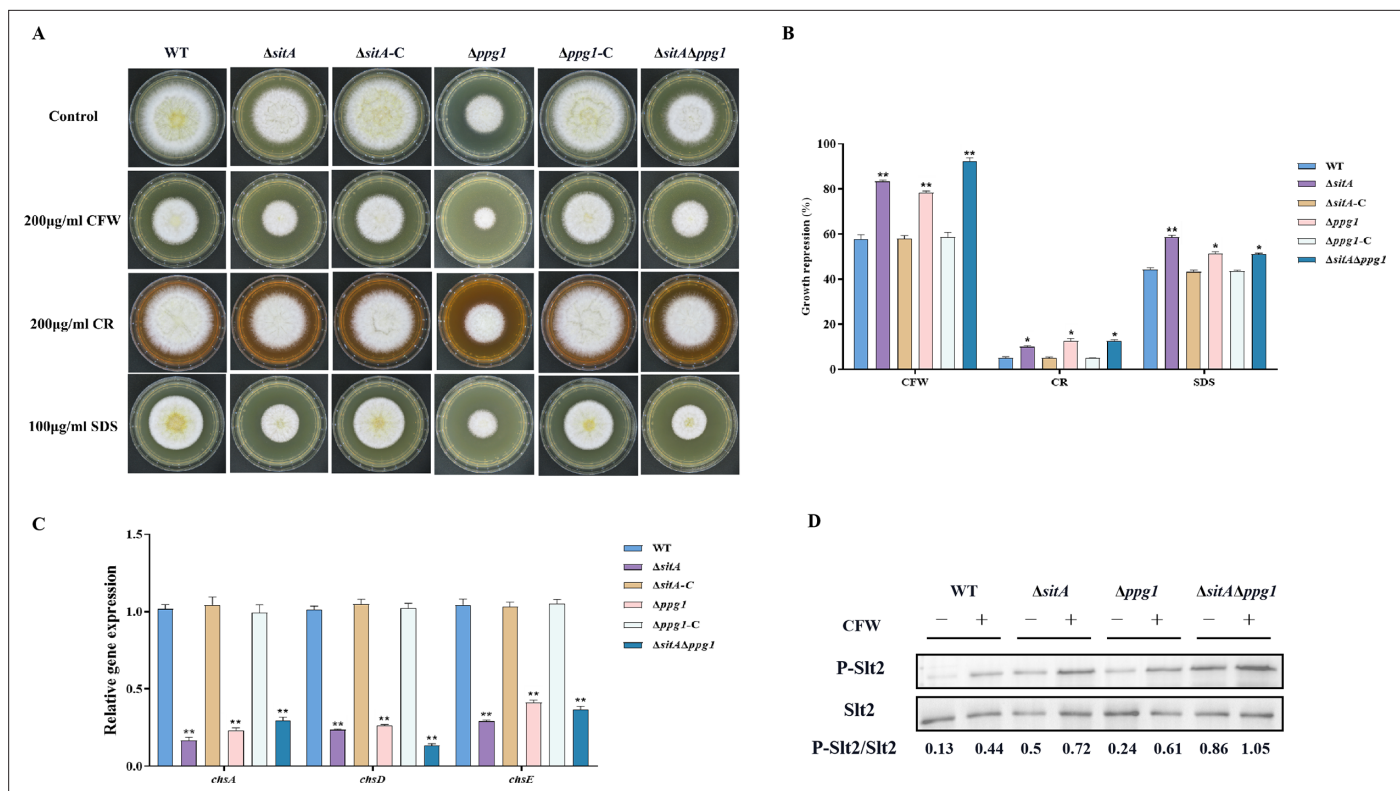 A
WT ΔsitA ΔsitA-C Δppg1 Δppg1-C ΔsitAΔppg1
Control
200μg/ml CFW
200μg/ml CR
100μg/ml SDS
B
Growth repression (%)
100
80
60
40
20
0
** ** **
* * *
** * *
CFW CR SDS
WT
ΔsitA
ΔsitA-C
Δppg1
Δppg1-C
ΔsitAΔppg1
C
Relative gene expression
1.5
1.0
0.5
0.0
** ** **
** ** **
** ** **
chsA chsD chsE
WT
ΔsitA
ΔsitA-C
Δppg1
Δppg1-C
ΔsitAΔppg1
D
WT ΔsitA Δppg1 ΔsitAΔppg1
CFW − + − + − + − +
P-Slt2
Slt2
P-Slt2/Slt2 0.13 0.44 0.5 0.72 0.24 0.61 0.86 1.05